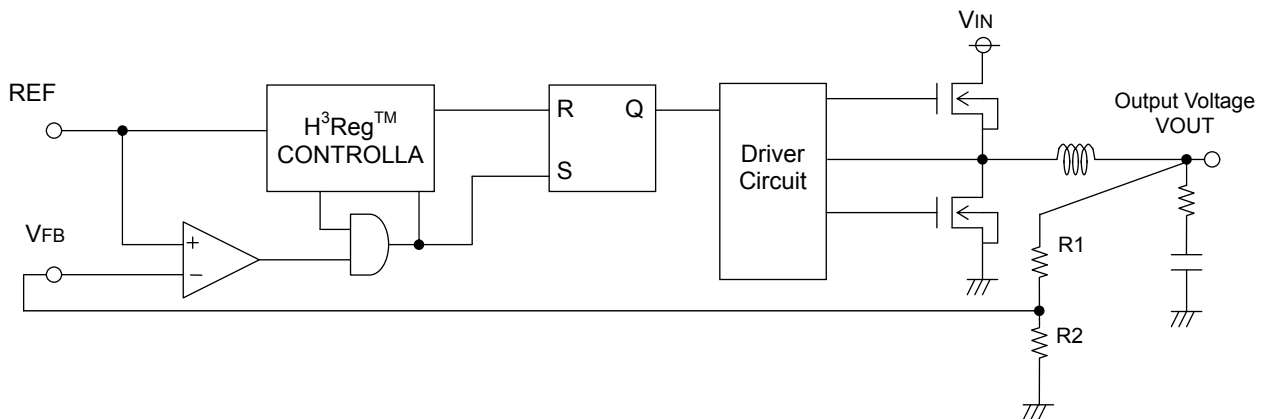 VIN
REF
H³Reg™
CONTROLLA
R Q
S
Driver
Circuit
Output Voltage
VOUT
VFB
+
−
R1
R2